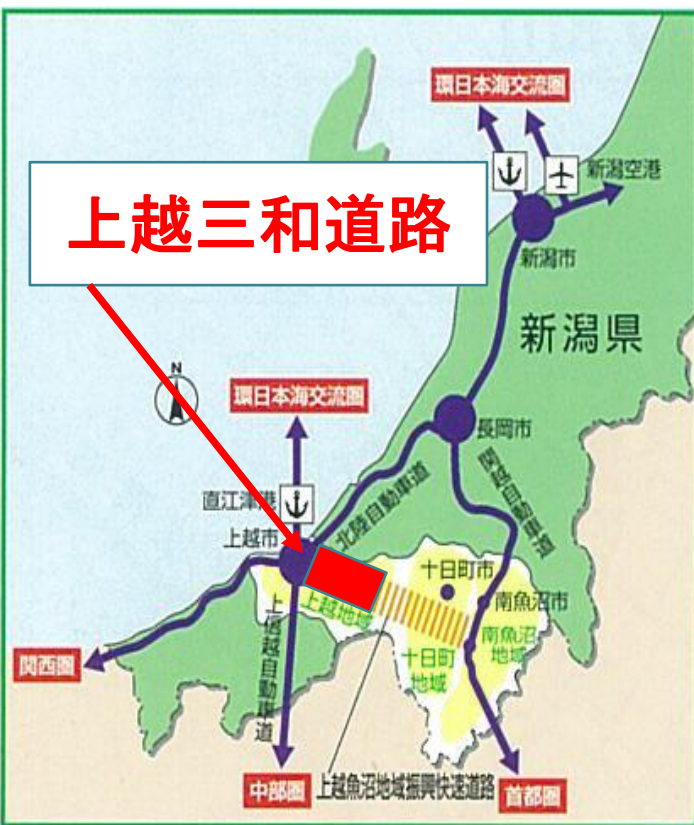 環日本海交流圏
新潟空港
上越三和道路
新潟市
新潟県
N
環日本海交流圏
長岡市
関越自動車道
直江津港
北陸自動車道
上越市
十日町市
上越地域
南魚沼市
南魚沼
地域
十日町
地域
上信越自動車道
関西圏
中部圏
上越魚沼地域振興快速道路
首都圏